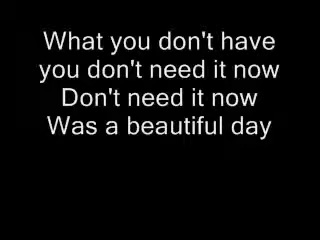 What you don't have
you don't need it now
Don't need it now
Was a beautiful day